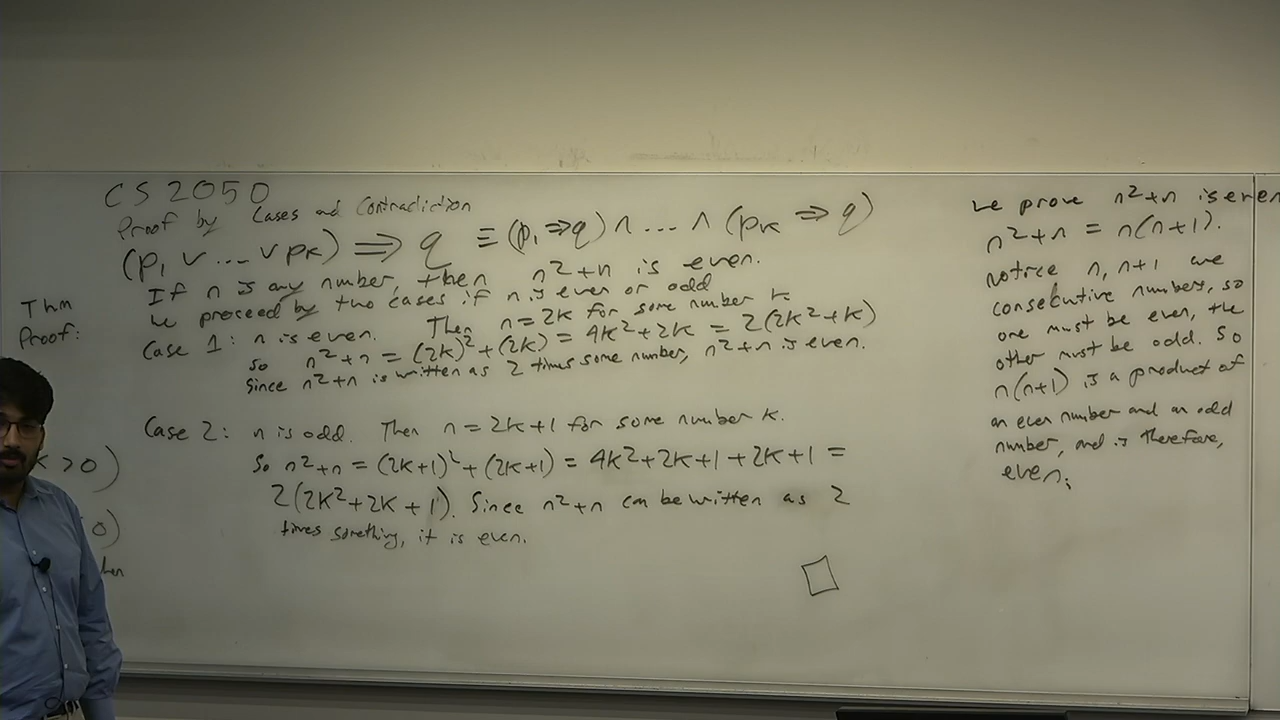 CS 2050
Proof by Cases and Contradiction
(p₁ ∨ ... ∨ pₖ) ⟹ q ≡ (p₁ ⇒ q) ∧ ... ∧ (pₖ ⇒ q)
Thm If n is any number, then n²+n is even.
Proof: We proceed by two cases if n is even or odd
Case 1: n is even. Then n = 2k for some number k
so n²+n = (2k)²+(2k) = 4k²+2k = 2(2k²+k)
Since n²+n is written as 2 times some number, n²+n is even.
Case 2: n is odd. Then n = 2k+1 for some number k.
So n²+n = (2k+1)²+(2k+1) = 4k²+2k+1+2k+1 =
2(2k²+2k+1). Since n²+n can be written as 2
times something, it is even.
□
>0)
0)
We prove n²+n is even
n²+n = n(n+1).
notice n, n+1 are
consecutive numbers, so
one must be even, the
other must be odd. So
n(n+1) is a product of
an even number and an odd
number, and is therefore,
even.